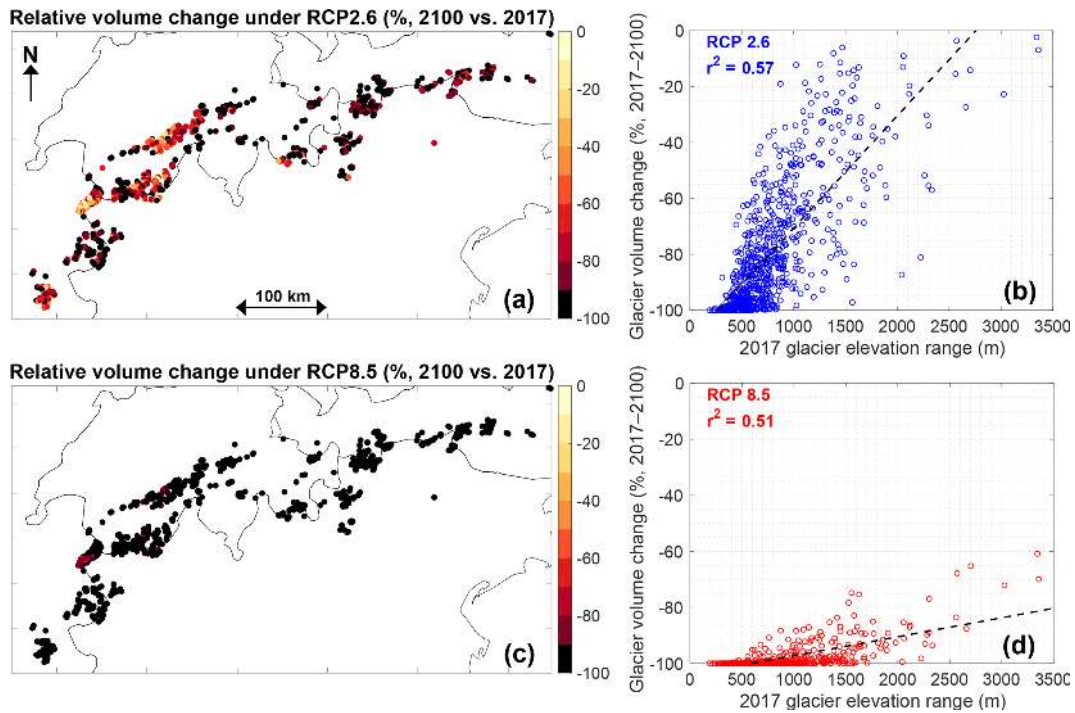 Relative volume change under RCP2.6 (%, 2100 vs. 2017)
N
100 km
(a)
0
-20
-40
-60
-80
-100
Glacier volume change (%, 2017–2100)
0
-20
-40
-60
-80
-100
RCP 2.6
r² = 0.57
(b)
0 500 1000 1500 2000 2500 3000 3500
2017 glacier elevation range (m)
Relative volume change under RCP8.5 (%, 2100 vs. 2017)
(c)
0
-20
-40
-60
-80
-100
Glacier volume change (%, 2017–2100)
0
-20
-40
-60
-80
-100
RCP 8.5
r² = 0.51
(d)
0 500 1000 1500 2000 2500 3000 3500
2017 glacier elevation range (m)